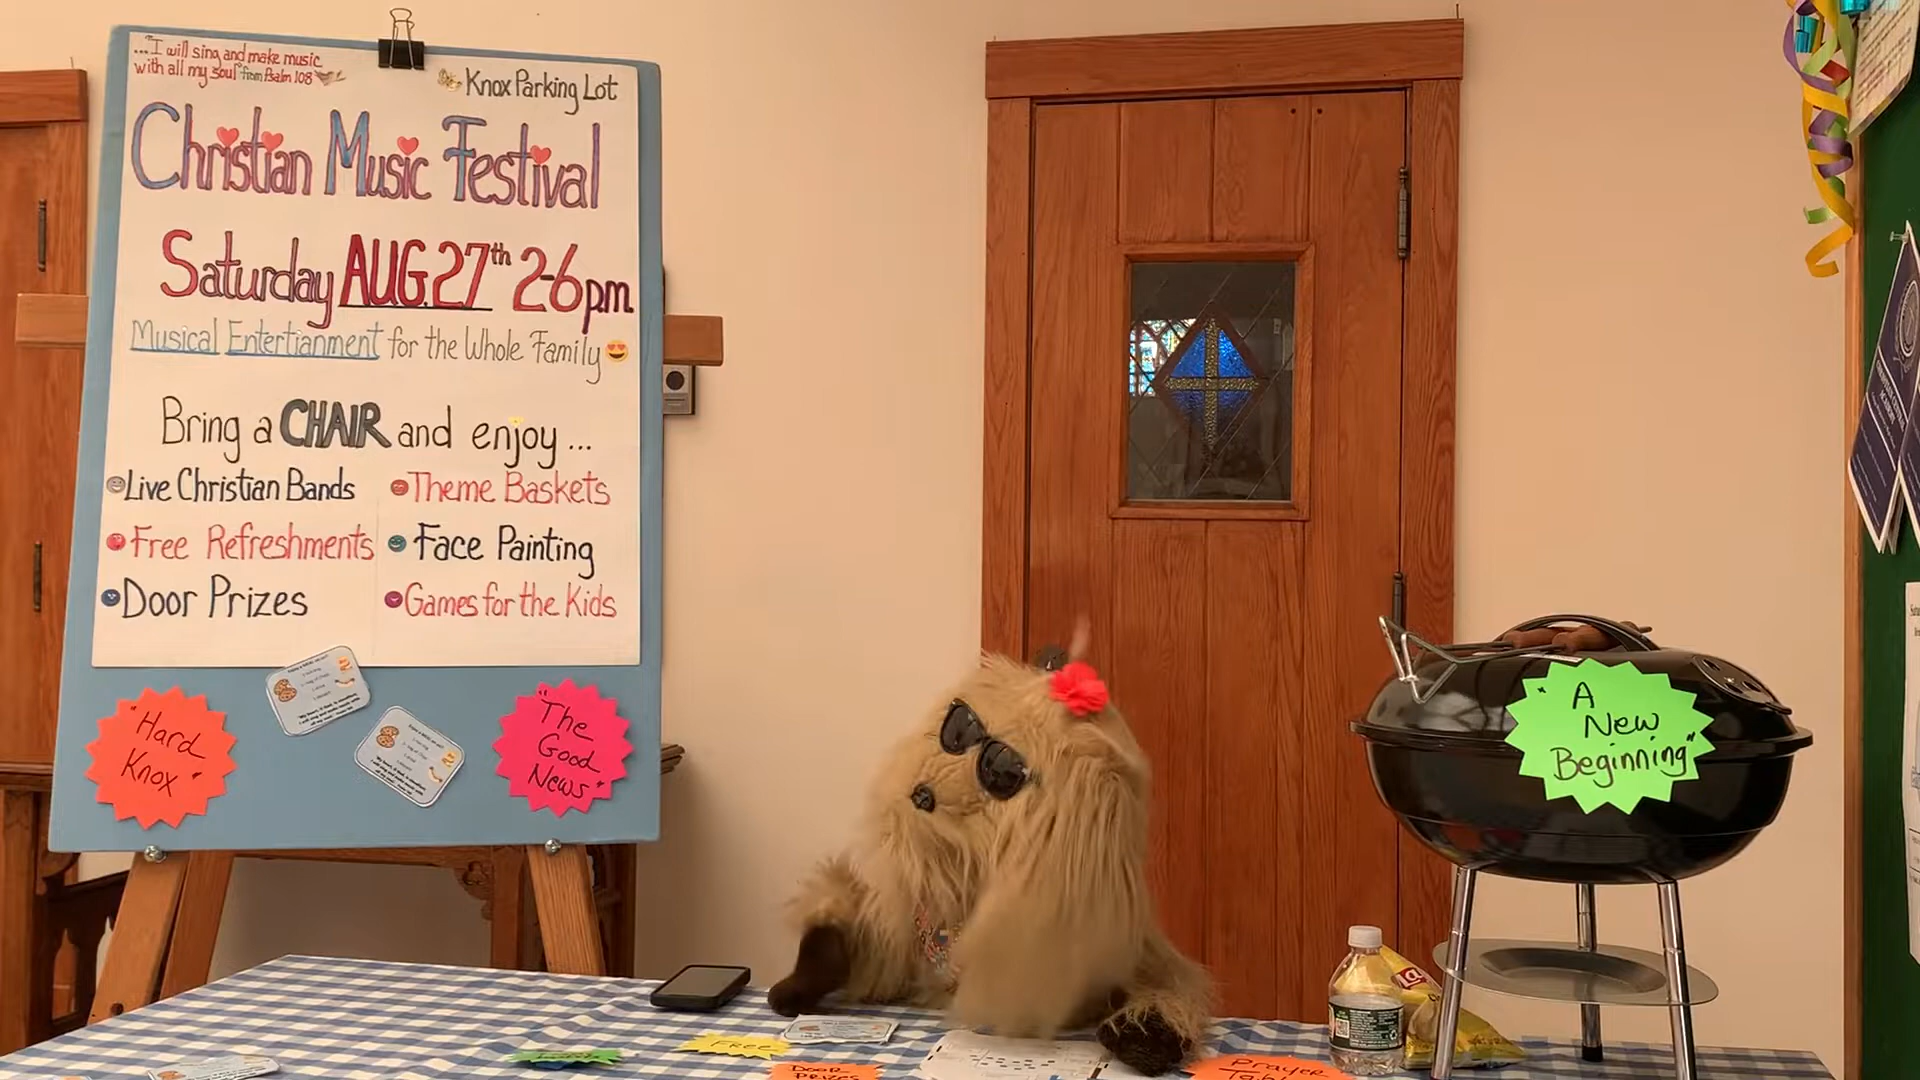 ..."I will sing and make music
with all my soul" from Psalm 108
Knox Parking Lot
Christian Music Festival
Saturday AUG. 27th 2-6 p.m.
Musical Entertianment for the Whole Family
Bring a CHAIR and enjoy...
Live Christian Bands
Theme Baskets
Free Refreshments
Face Painting
Door Prizes
Games for the Kids
"Hard
Knox"
"The
Good
News"
"A
New
Beginning"
FREE
DOOR
PRIZES
Prayer